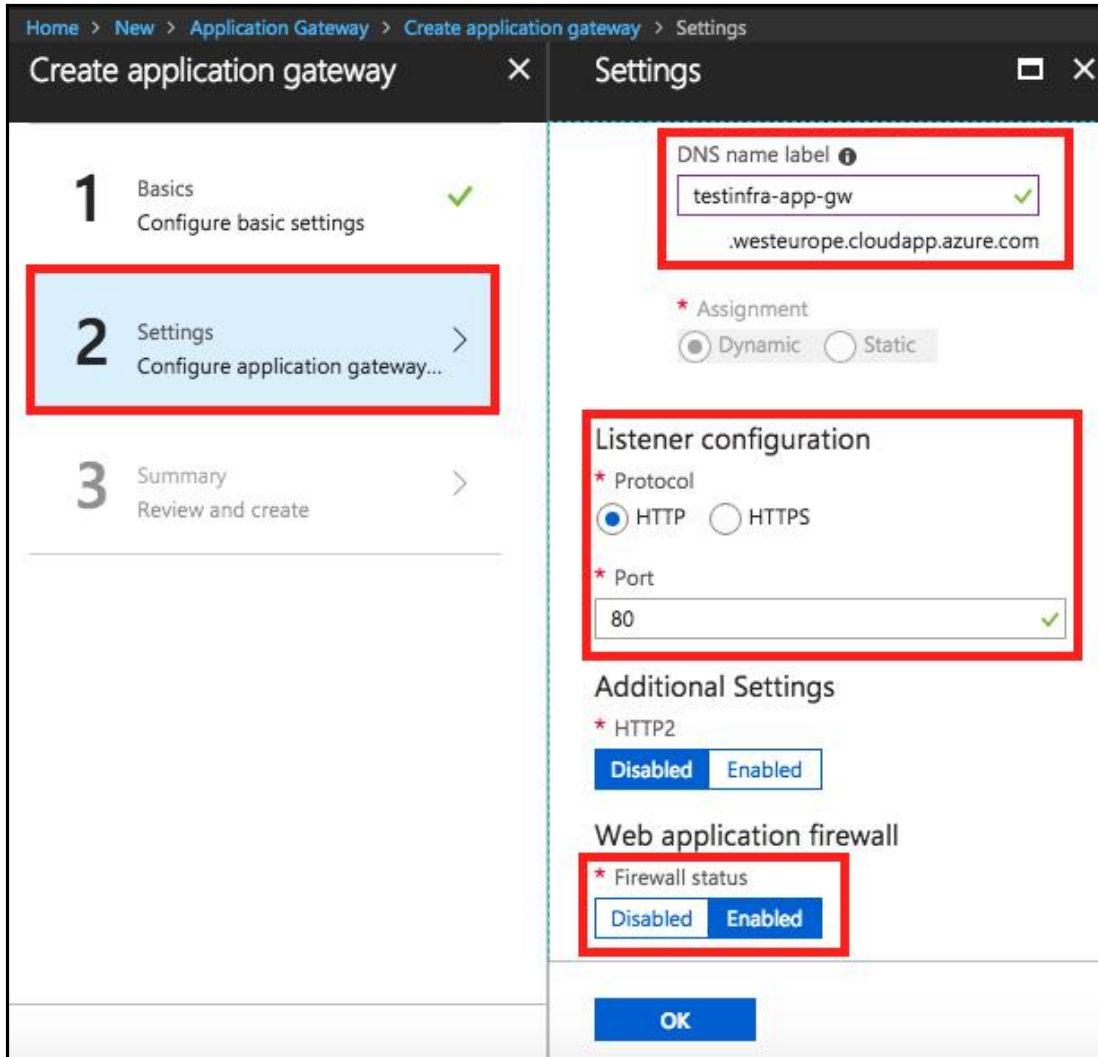 Home > New > Application Gateway > Create application gateway > Settings
Create application gateway
Settings
1
Basics
Configure basic settings
2
Settings
Configure application gateway...
3
Summary
Review and create
DNS name label
testinfra-app-gw
.westeurope.cloudapp.azure.com
* Assignment
Dynamic Static
Listener configuration
* Protocol
HTTP HTTPS
* Port
80
Additional Settings
* HTTP2
Disabled Enabled
Web application firewall
* Firewall status
Disabled Enabled
OK